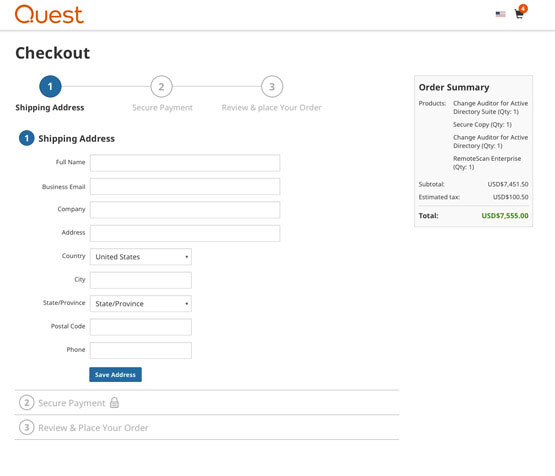 Quest
4
Checkout
1
2
3
Shipping Address
Secure Payment
Review & place Your Order
1 Shipping Address
Full Name
Business Email
Company
Address
Country United States
City
State/Province State/Province
Postal Code
Phone
Save Address
2 Secure Payment
3 Review & Place Your Order
Order Summary
Products: Change Auditor for Active
Directory Suite (Qty: 1)
Secure Copy (Qty: 1)
Change Auditor for Active
Directory (Qty: 1)
RemoteScan Enterprise
(Qty: 1)
Subtotal: USD$7,451.50
Estimated tax: USD$100.50
Total: USD$7,555.00